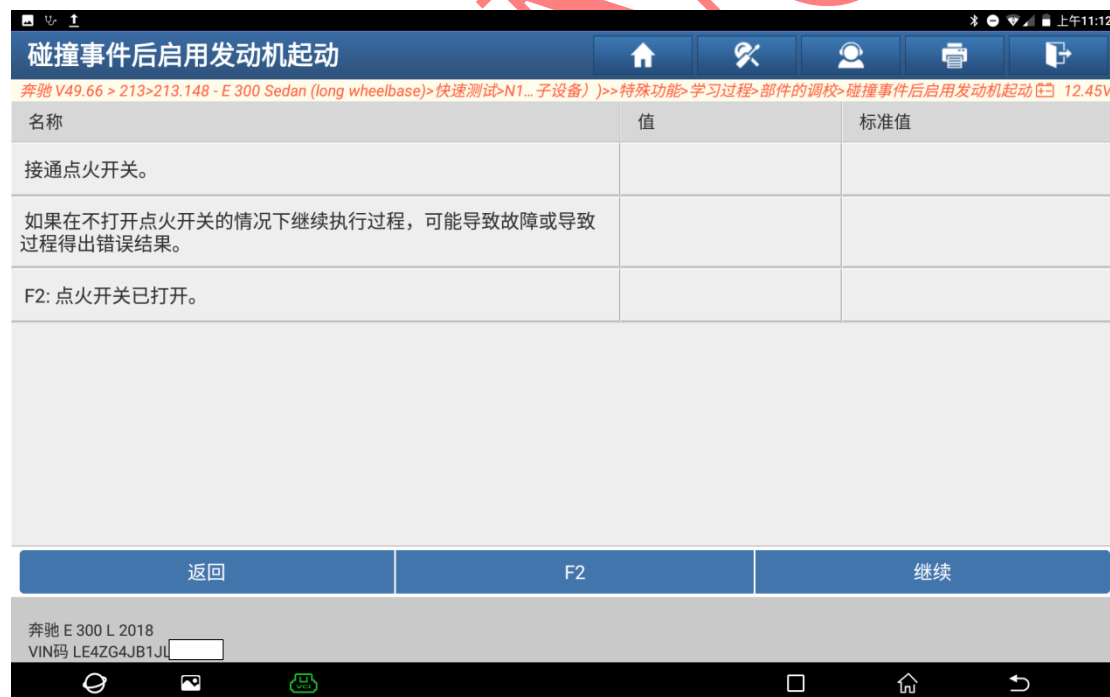 上午11:12
碰撞事件后启用发动机起动
奔驰 V49.66 > 213>213.148 - E 300 Sedan (long wheelbase)>快速测试>N1...子设备））>>特殊功能>学习过程>部件的调校>碰撞事件后启用发动机起动 12.45V
名称 值 标准值
接通点火开关。
如果在不打开点火开关的情况下继续执行过程，可能导致故障或导致
过程得出错误结果。
F2: 点火开关已打开。
返回 F2 继续
奔驰 E 300 L 2018
VIN码 LE4ZG4JB1JL
VCI